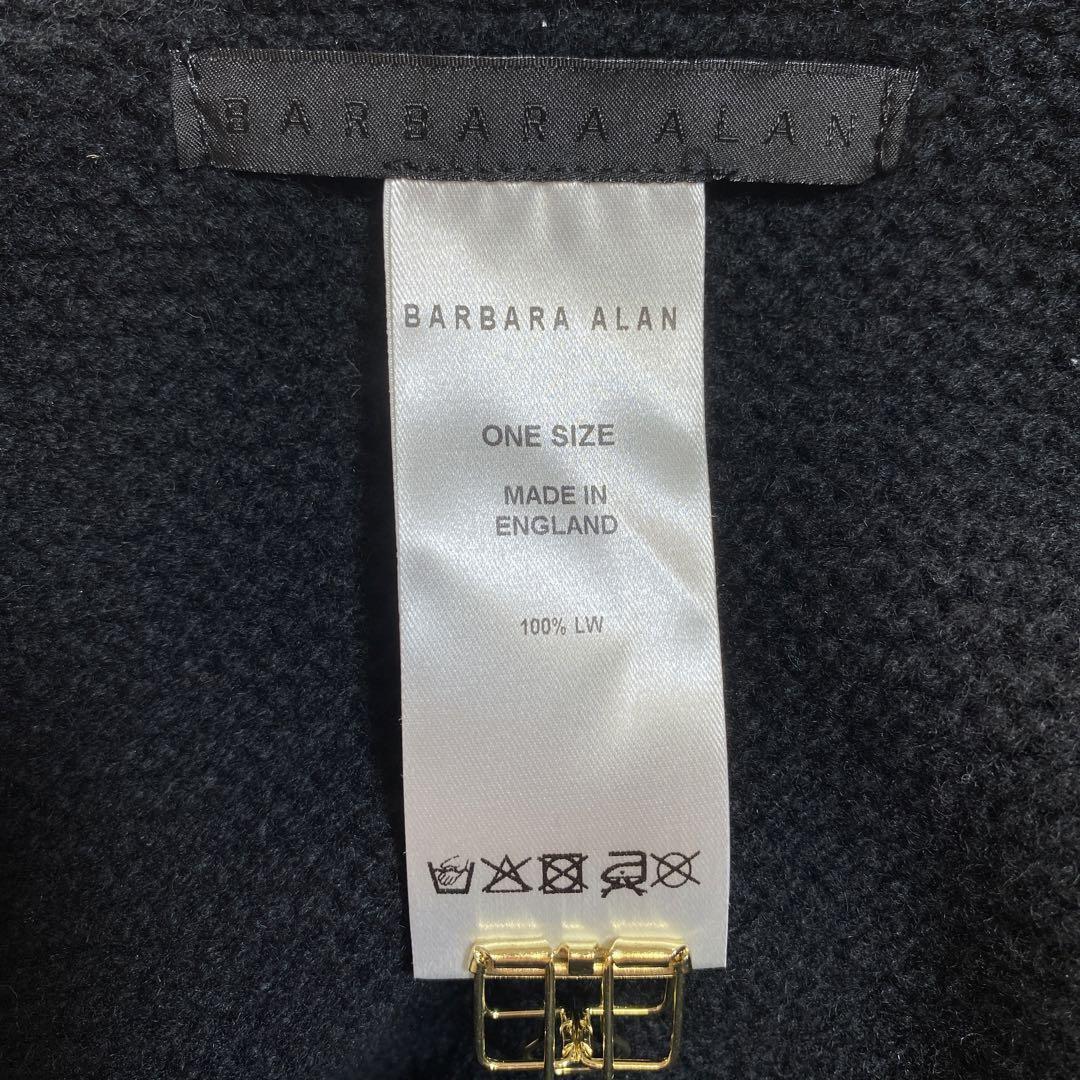 BARBARA ALAN
BARBARA ALAN
ONE SIZE
MADE IN
ENGLAND
100% LW